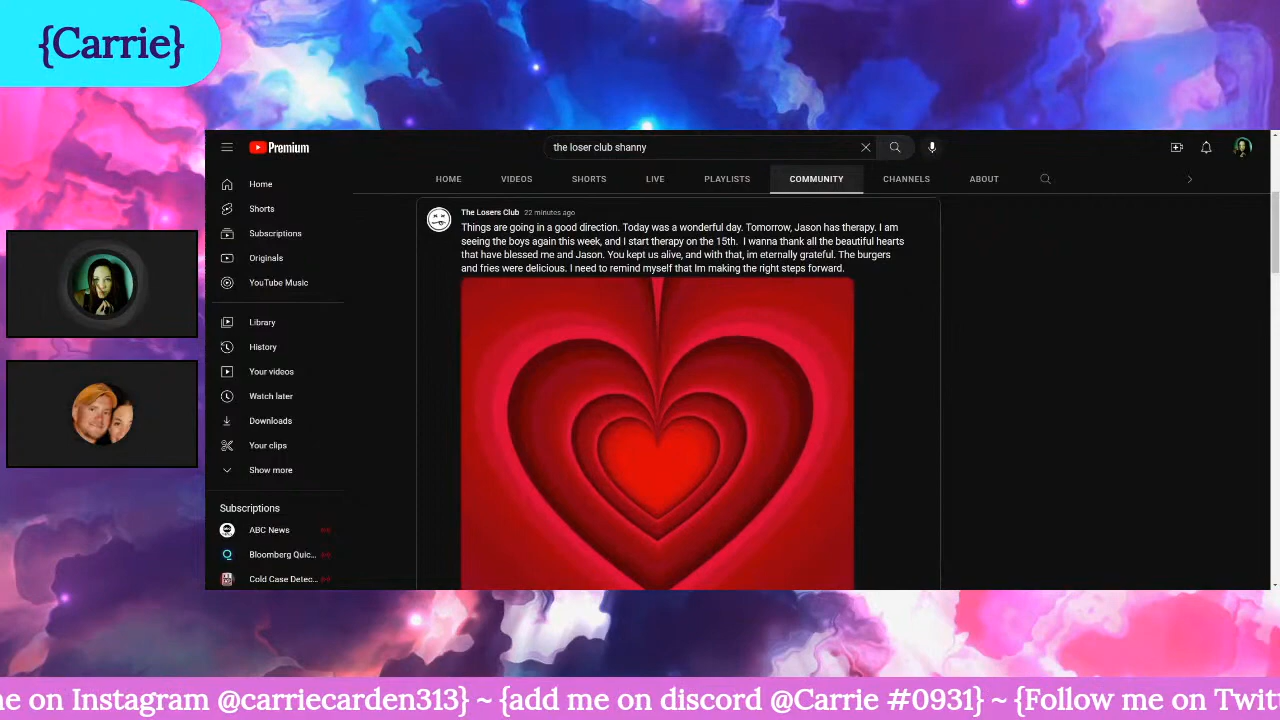 {Carrie}
Premium
the loser club shanny
HOME VIDEOS SHORTS LIVE PLAYLISTS COMMUNITY CHANNELS ABOUT
Home
Shorts
Subscriptions
Originals
YouTube Music
Library
History
Your videos
Watch later
Downloads
Your clips
Show more
Subscriptions
ABC News
Bloomberg Quic...
Cold Case Detec...
The Losers Club 22 minutes ago
Things are going in a good direction. Today was a wonderful day. Tomorrow, Jason has therapy. I am
seeing the boys again this week, and I start therapy on the 15th. I wanna thank all the beautiful hearts
that have blessed me and Jason. You kept us alive, and with that, im eternally grateful. The burgers
and fries were delicious. I need to remind myself that Im making the right steps forward.
ne on Instagram @carriecarden313} ~ {add me on discord @Carrie #0931} ~ {Follow me on Twit